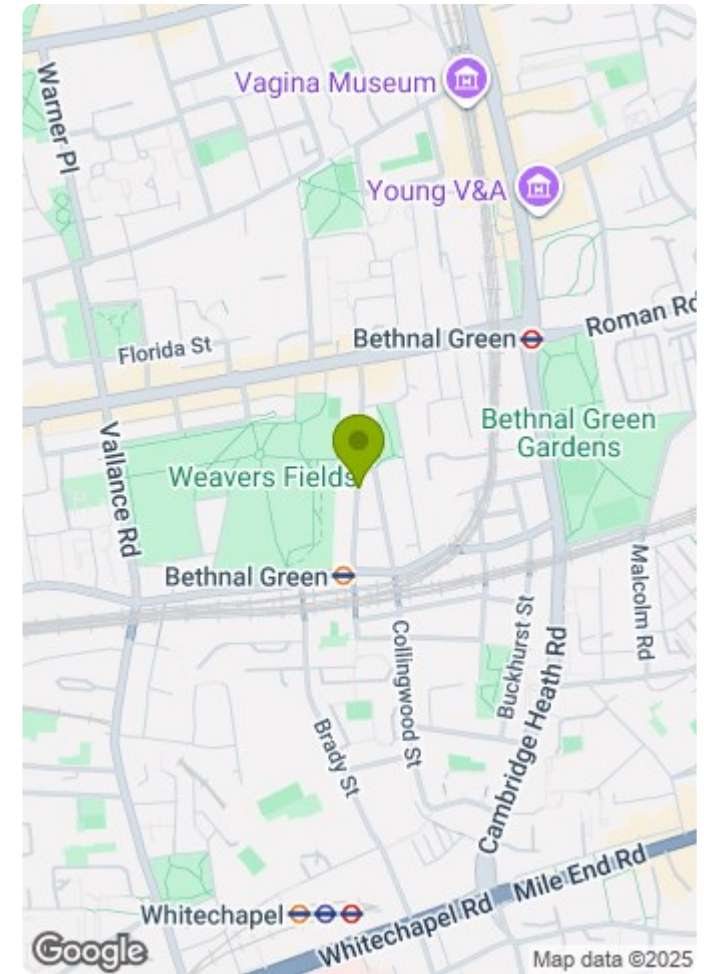 Warner Pl
Vagina Museum
Young V&A
Roman Rd
Bethnal Green
Florida St
Bethnal Green
Gardens
Vallance Rd
Weavers Fields
Bethnal Green
Malcolm Rd
Buckhurst St
Collingwood St
Cambridge Heath Rd
Brady St
Mile End Rd
Whitechapel
Whitechapel Rd
Google
Map data ©2025